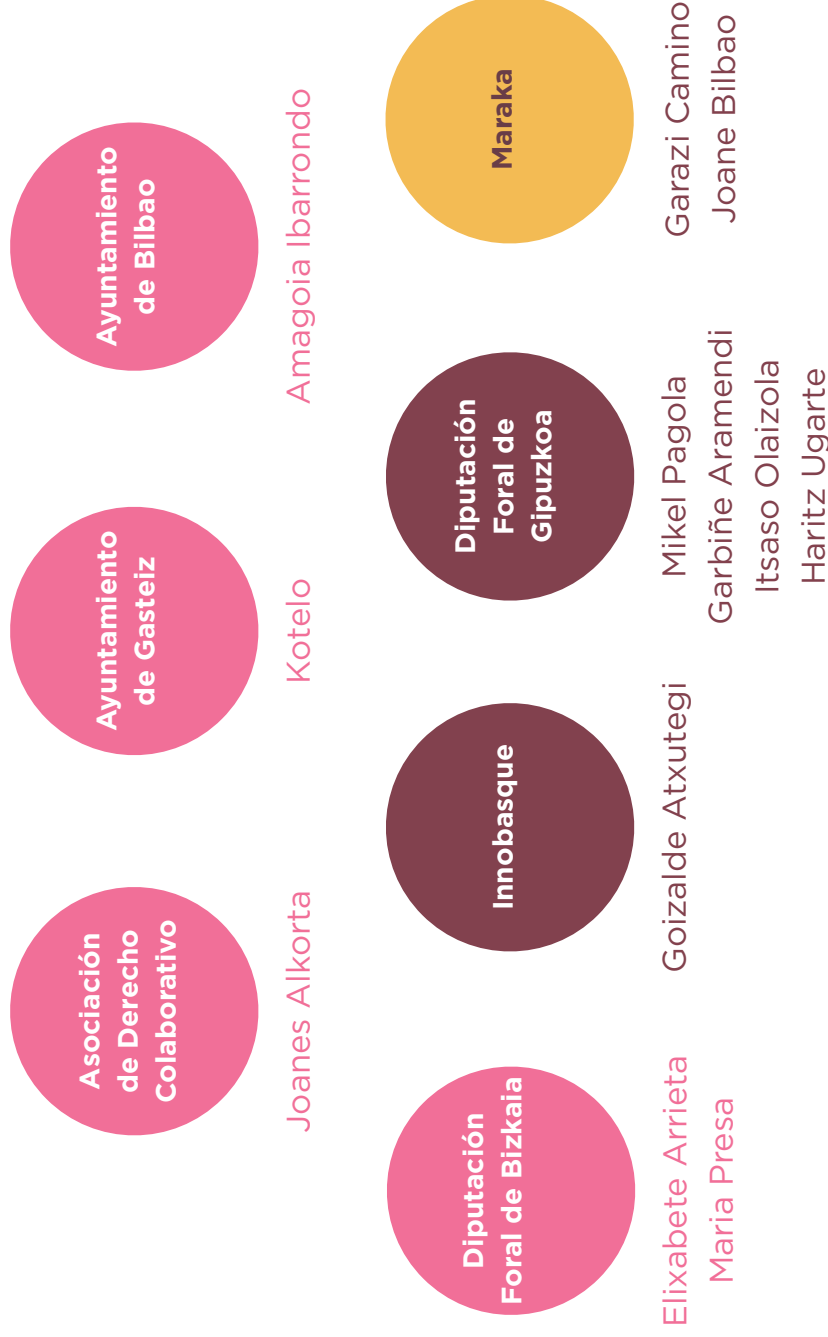 Asociación
de Derecho
Colaborativo
Joanes Alkorta
Ayuntamiento
de Gasteiz
Kotelo
Ayuntamiento
de Bilbao
Amagoia Ibarrondo
Diputación
Foral de Bizkaia
Elixabete Arrieta
Maria Presa
Innobasque
Goizalde Atxutegi
Diputación
Foral de
Gipuzkoa
Mikel Pagola
Garbiñe Aramendi
Itsaso Olaizola
Haritz Ugarte
Maraka
Garazi Camino
Joane Bilbao